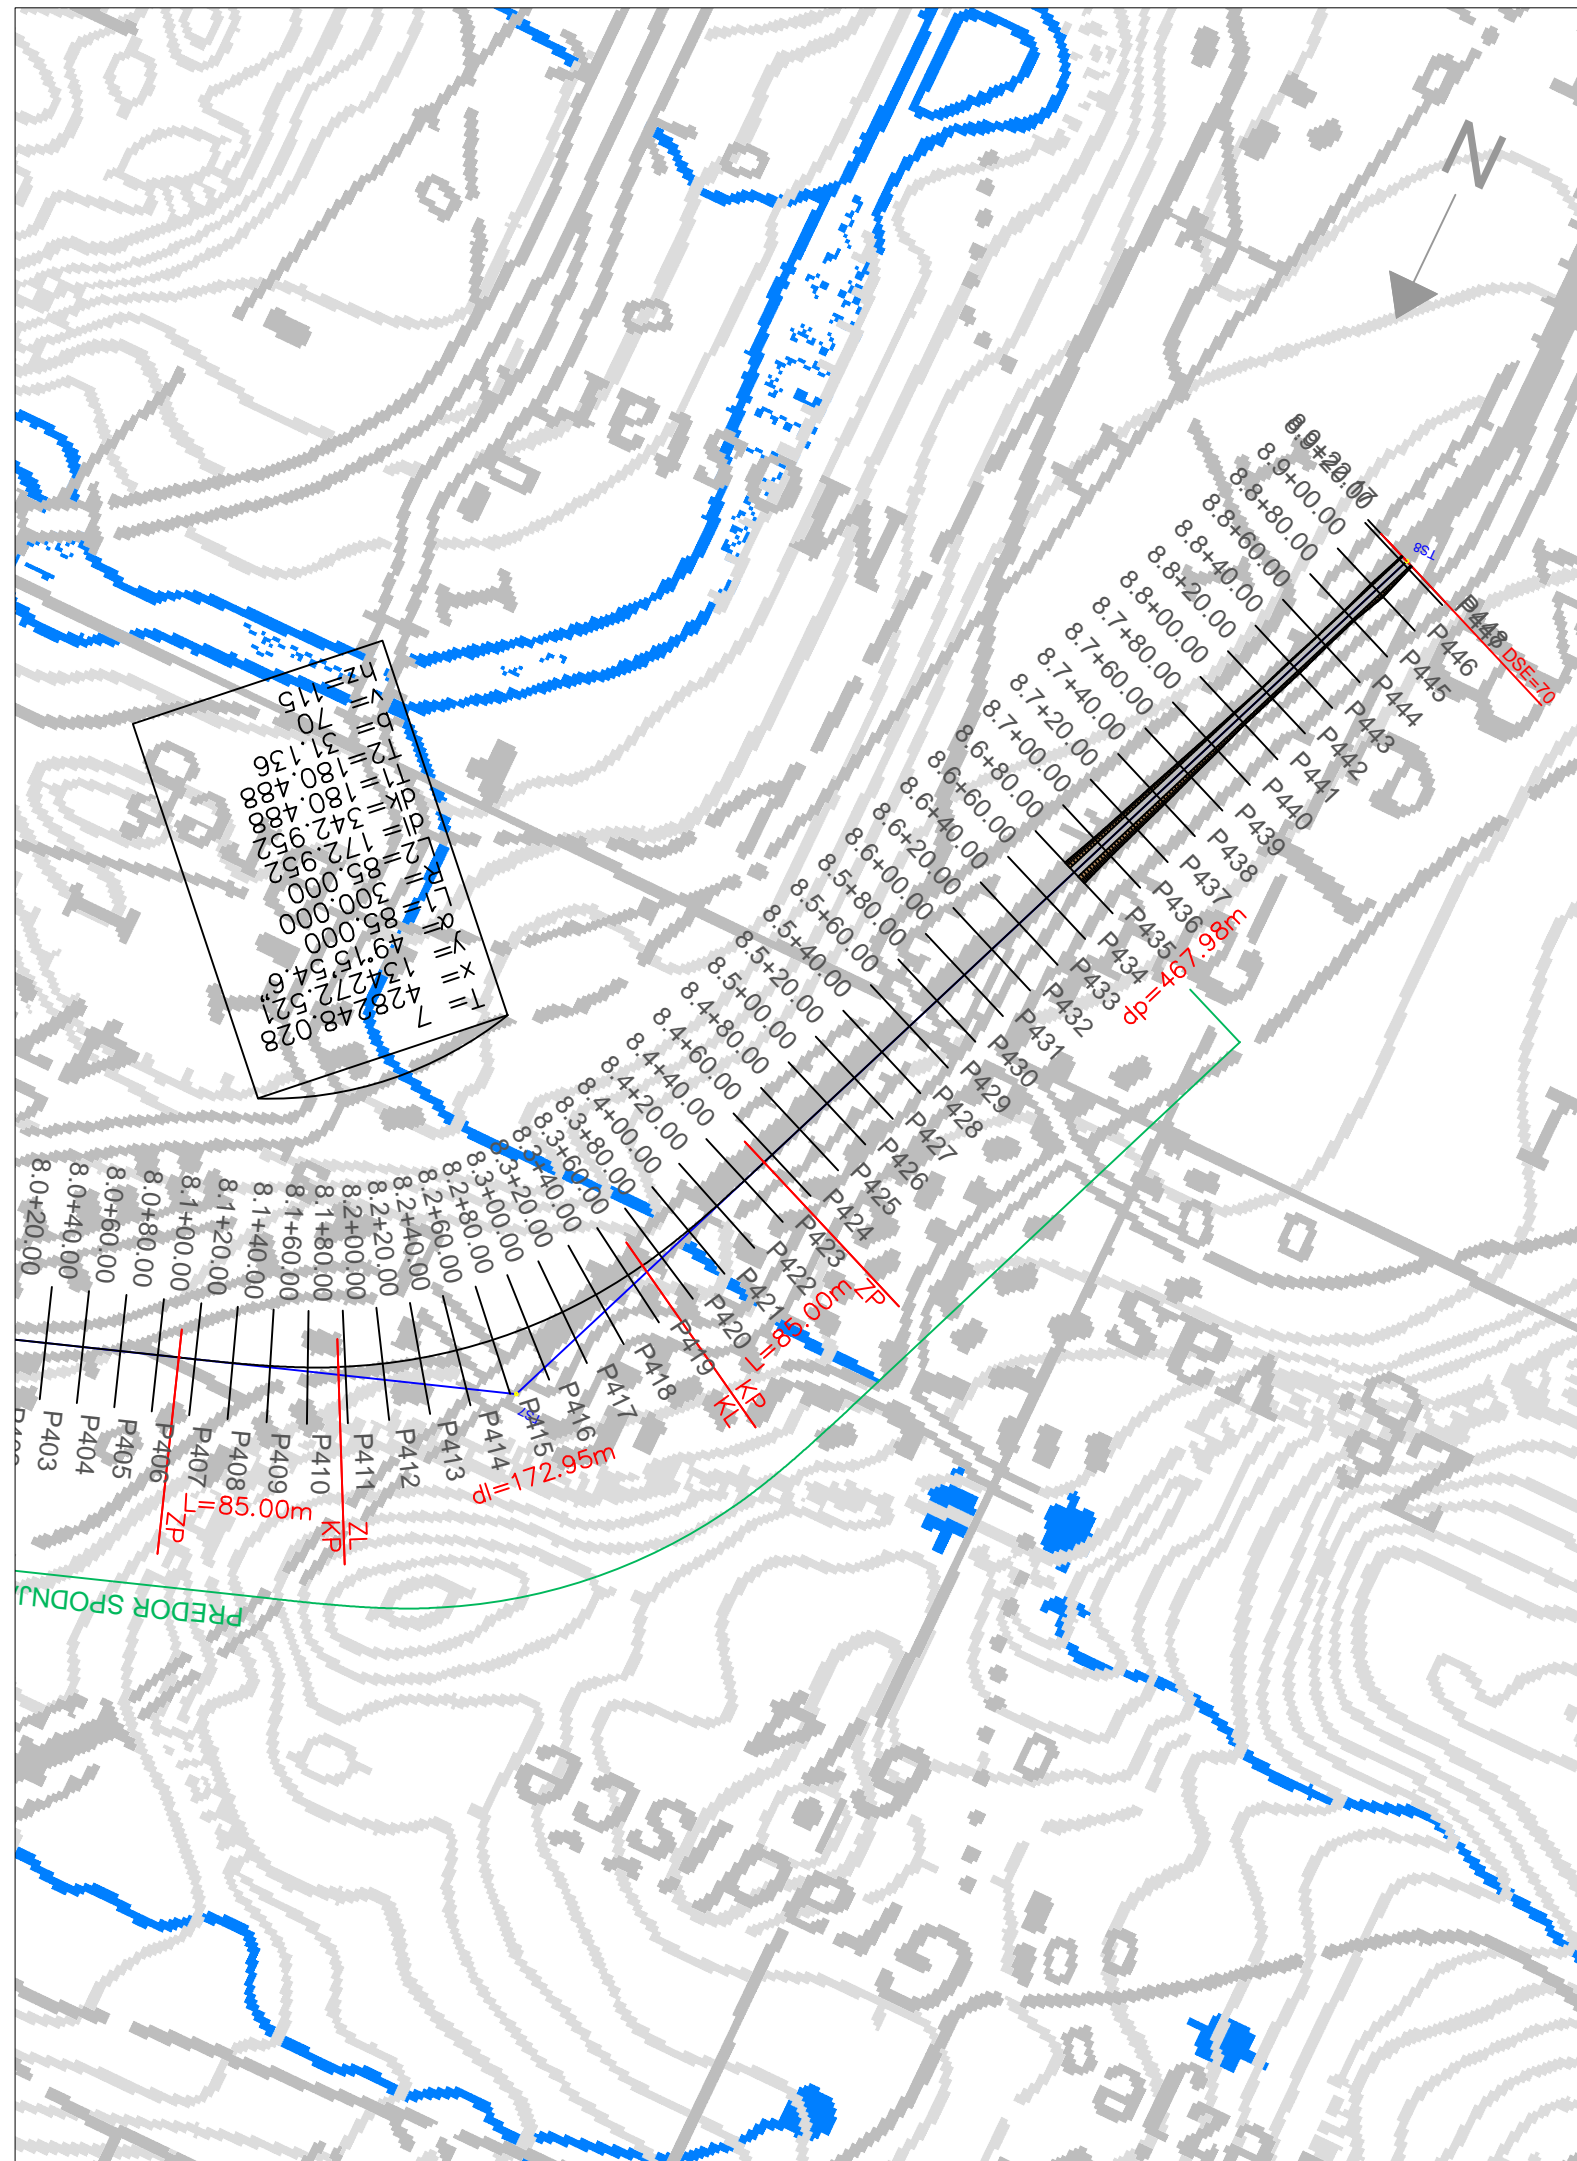 N
8.9+00.00
8.8+80.00
8.8+60.00
8.8+40.00
8.8+20.00
8.8+00.00
8.7+80.00
8.7+60.00
8.7+40.00
8.7+20.00
8.7+00.00
8.6+80.00
8.6+60.00
8.6+40.00
8.6+20.00
8.6+00.00
8.5+80.00
8.5+60.00
8.5+40.00
8.5+20.00
8.5+00.00
8.4+80.00
8.4+60.00
8.4+40.00
8.4+20.00
8.4+00.00
8.3+80.00
8.3+60.00
8.3+40.00
8.3+20.00
8.3+00.00
8.2+80.00
8.2+60.00
8.2+40.00
8.2+20.00
8.2+00.00
8.1+80.00
8.1+60.00
8.1+40.00
8.1+20.00
8.1+00.00
8.0+80.00
8.0+60.00
8.0+40.00
8.0+20.00
TS8
DSE=70
P446
P445
P444
P443
P442
P441
P440
P439
P438
P437
P436
P435
P434
P433
P432
P431
P430
P429
P428
P427
P426
P425
P424
P423
P422
P421
P420
P419
P418
P417
P416
P415
P414
P413
P412
P411
P410
P409
P408
P407
P406
P405
P404
P403
dp=467.98m
ZP
L=85.00m
KP
KL
TS7
dl=172.95m
ZL
KP
L=85.00m
ZP
T= 7
x= 428248.028
y= 134272.521
α= 49°15'54.6"
L1= 85.000
R= 300.000
L2= 85.000
dl= 172.952
dk= 342.952
T1= 180.488
T2= 180.488
b= 31.136
v= 70
hz= 115
PREDOR SPODNJA
Gradišče
674